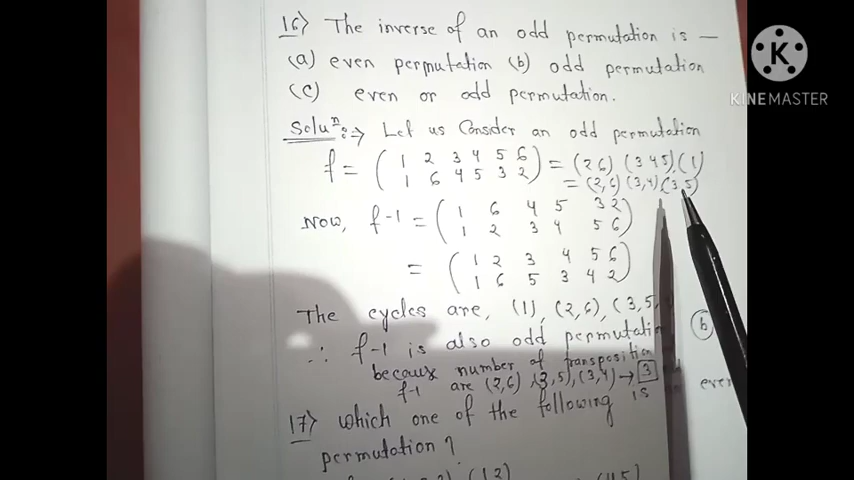 16) The inverse of an odd permutation is —
(a) even permutation (b) odd permutation
(c) even or odd permutation.
Soluⁿ:⇒ Let us Consider an odd permutation
f = ( 1 2 3 4 5 6 ) = (2 6) (3 4 5), (1)
1 6 4 5 3 2 = (2,6) (3,4) (3,5)
Now, f-1 = ( 1 6 4 5 3 2 )
1 2 3 4 5 6
= ( 1 2 3 4 5 6 )
1 6 5 3 4 2
The cycles are, (1), (2,6), (3,5,
∴ f-1 is also odd permutati (b)
because number of transposition
f-1 are (2,6) (3,5), (3,4) → 3
17) which one of the following is even
permutation?
(12)
KINEMASTER